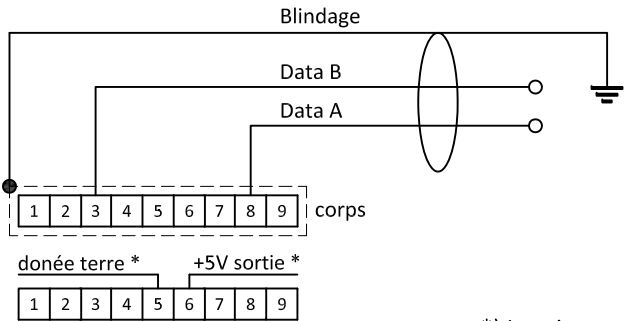 Blindage
Data B
Data A
1 2 3 4 5 6 7 8 9
corps
donée terre *
+5V sortie *
1 2 3 4 5 6 7 8 9